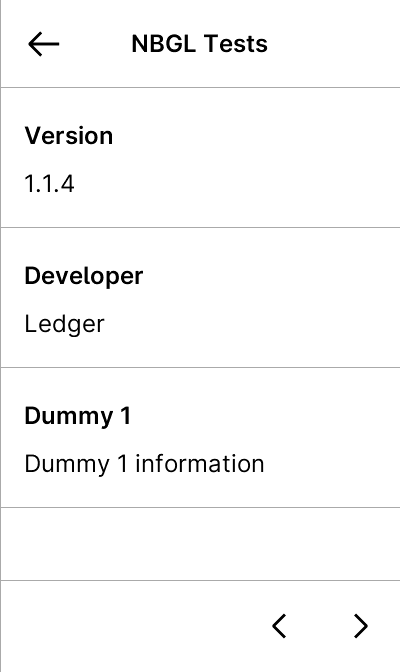 NBGL Tests
Version
1.1.4
Developer
Ledger
Dummy 1
Dummy 1 information